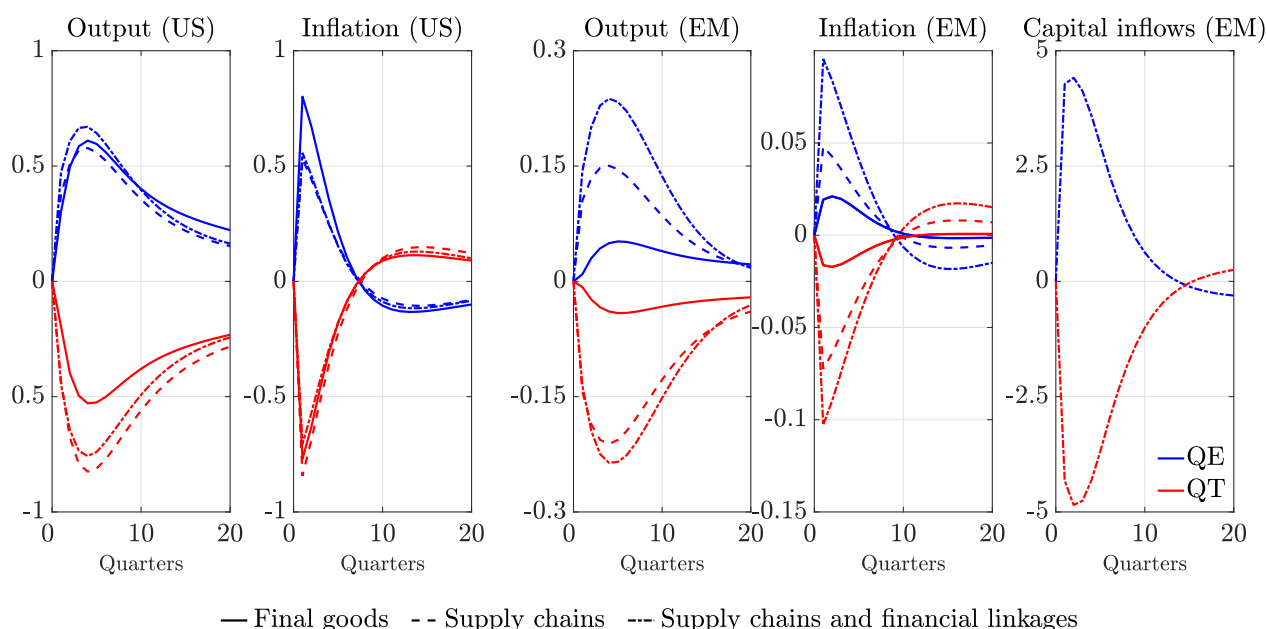 Output (US) Inflation (US) Output (EM) Inflation (EM) Capital inflows (EM)
1 1 0.3 5
0.05
0.5 0.5 0.15 2.5
0
0 0 0 0
-0.05
0.5 -0.5 -0.15 -2.5
-0.1
QE
QT
-1 -1 -0.3 -0.15 -5
0 10 20 0 10 20 0 10 20 0 10 20 0 10 20
Quarters Quarters Quarters Quarters Quarters
Final goods Supply chains Supply chains and financial linkages